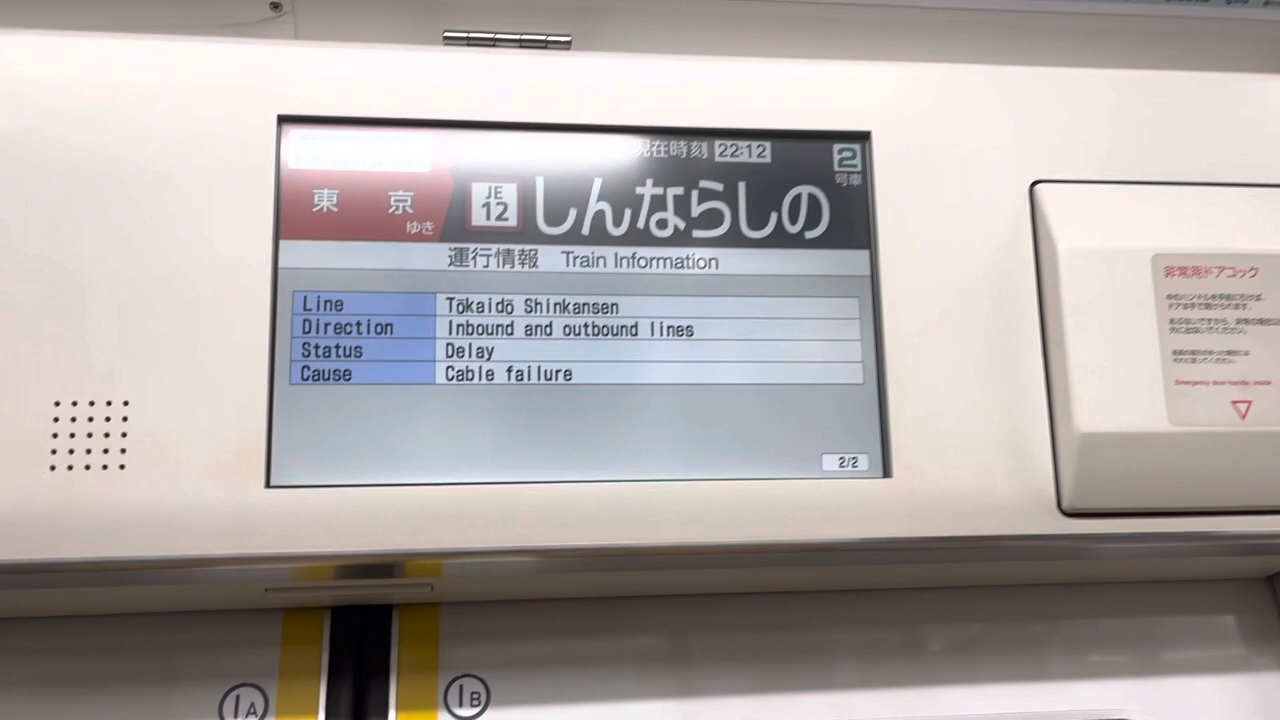 現在時刻 22:12
2
号車
東京
ゆき
JE
12
しんならしの
運行情報 Train Information
Line Tōkaidō Shinkansen
Direction Inbound and outbound lines
Status Delay
Cause Cable failure
2/2
非常用ドアコック
1A
1B